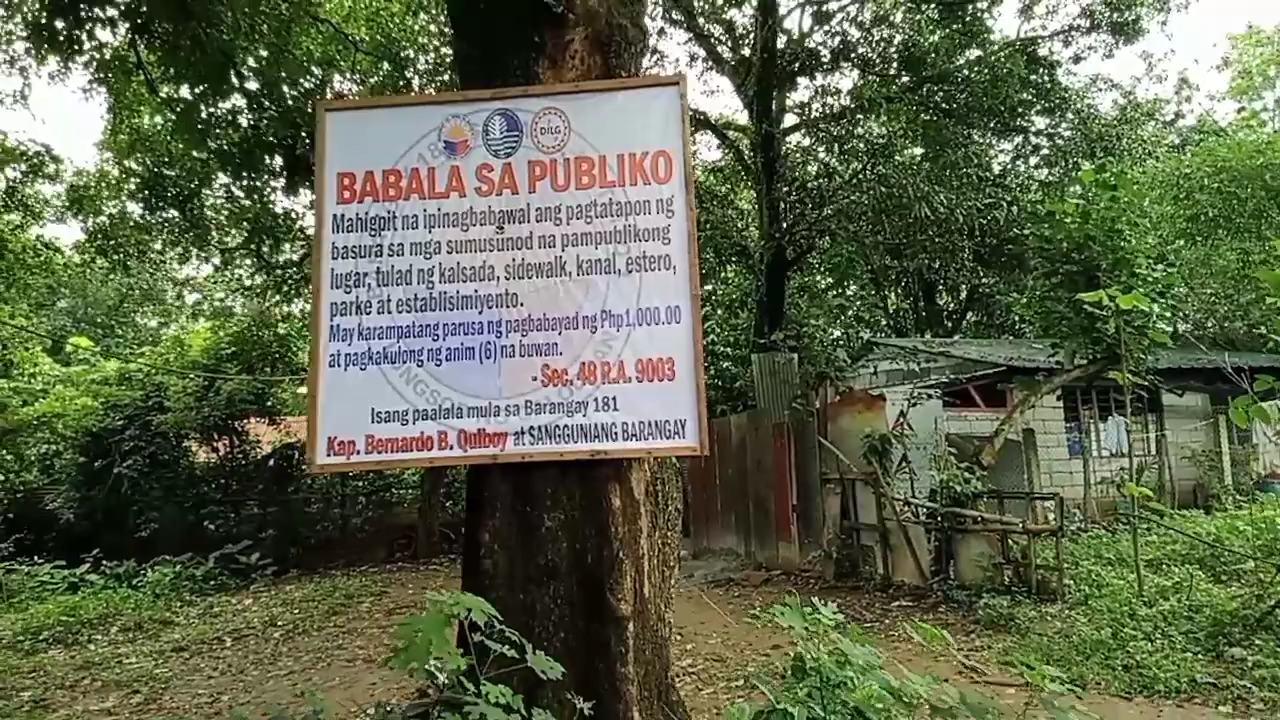 DILG
BABALA SA PUBLIKO
Mahigpit na ipinagbabawal ang pagtatapon ng
basura sa mga sumusunod na pampublikong
lugar, tulad ng kalsada, sidewalk, kanal, estero,
parke at establisimiyento.
May karampatang parusa ng pagbabayad ng Php1,000.00
at pagkakulong ng anim (6) na buwan.
- Sec. 48 R.A. 9003
Isang paalala mula sa Barangay 181
Kap. Bernardo B. Quiboy at SANGGUNIANG BARANGAY